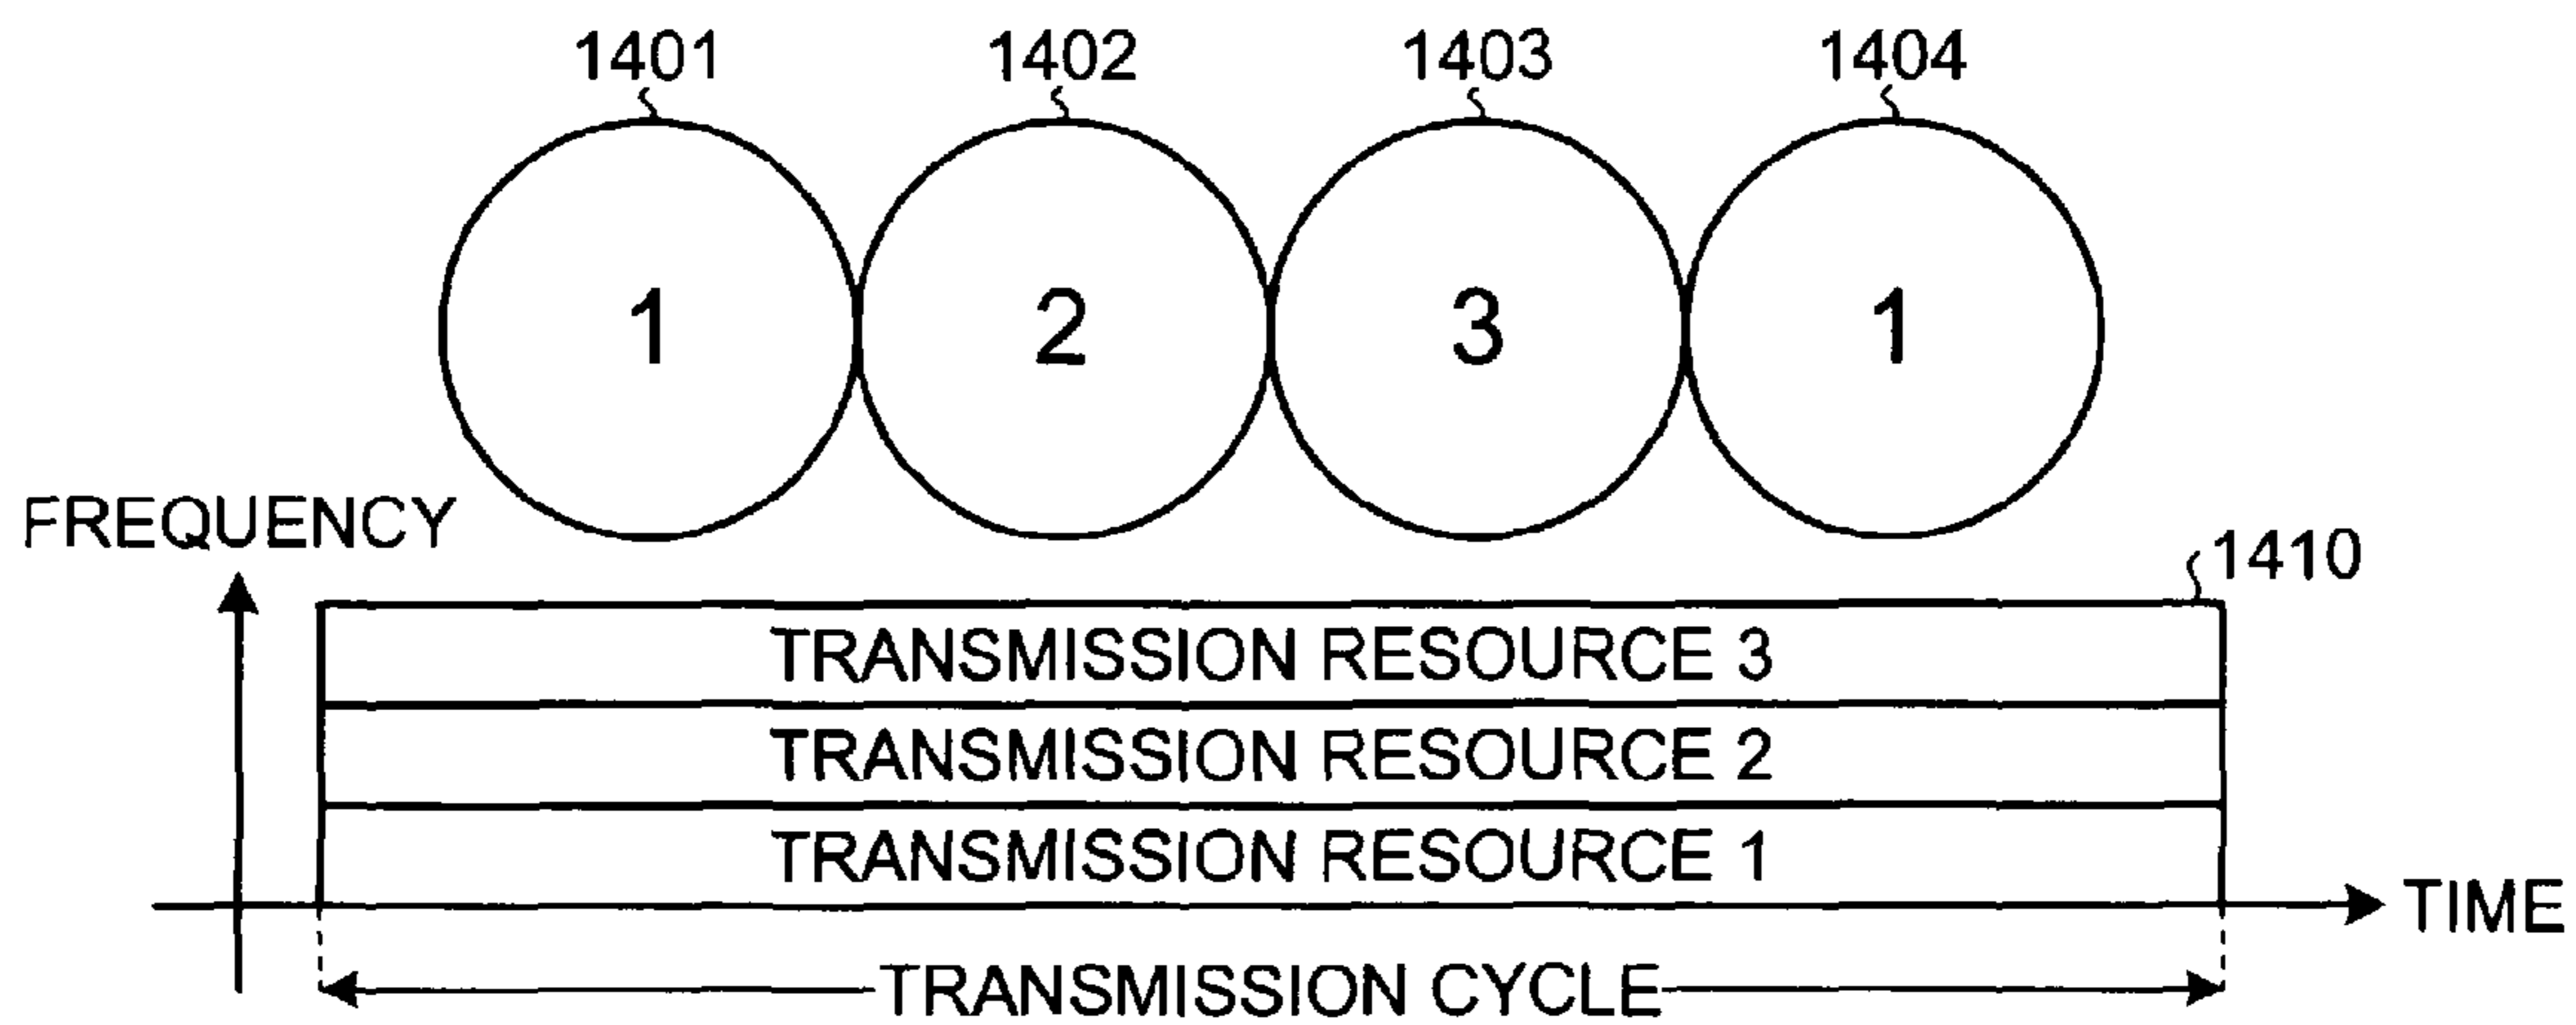 1401 1402 1403 1404
1 2 3 1
FREQUENCY
1410
TRANSMISSION RESOURCE 3
TRANSMISSION RESOURCE 2
TRANSMISSION RESOURCE 1
TIME
TRANSMISSION CYCLE